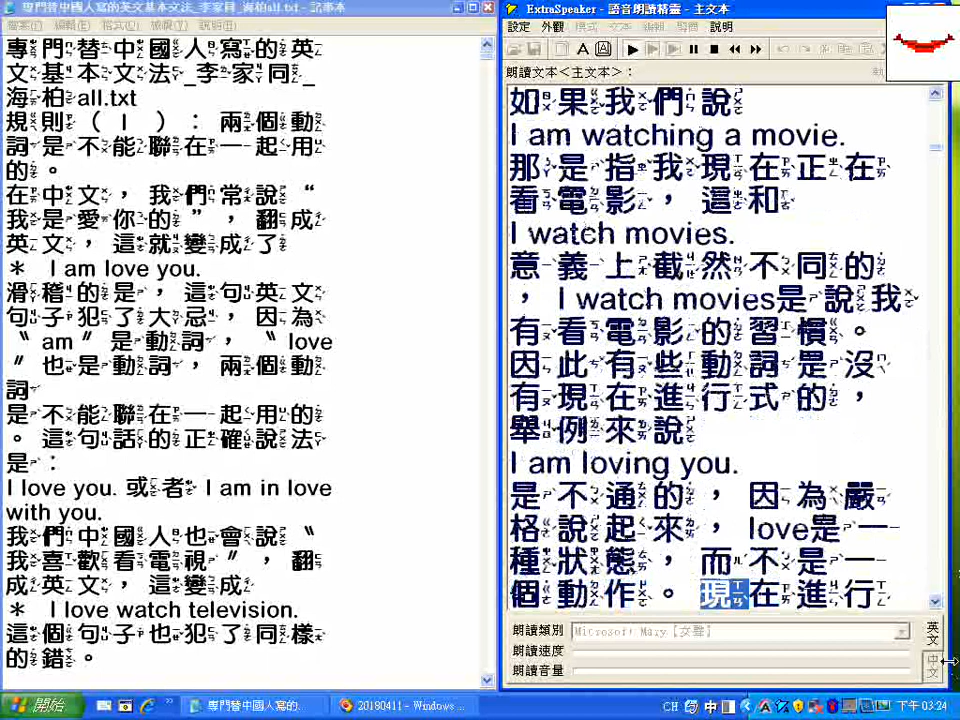 專門替中國人寫的英文基本文法_李家同_海柏all.txt - 記事本
專門替中國人寫的英
文基本文法_李家同_
海柏all.txt
規則（1）：兩個動
詞是不能聯在一起用
的。
在中文，我們常說“
我是愛你的”，翻成
英文，這就變成了
＊ I am love you.
滑稽的是，這句英文
句子犯了大忌，因為
〝am〞是動詞，〝love
〞也是動詞，兩個動
詞
是不能聯在一起用的
。這句話的正確說法
是：
I love you. 或者 I am in love
with you.
我們中國人也會說〝
我喜歡看電視〞，翻
成英文，這變成
＊ I love watch television.
這個句子也犯了同樣
的錯。
ExtraSpeaker - 語音朗讀精靈 - 主文本
設定 外觀 模式 文本 編輯 說明
朗讀文本<主文本>：
如果我們說
I am watching a movie.
那是指我現在正在
看電影，這和
I watch movies.
意義上截然不同的
，I watch movies是說我
有看電影的習慣。
因此有些動詞是沒
有現在進行式的，
舉例來說
I am loving you.
是不通的，因為嚴
格說起來，love是一
種狀態，而不是一
個動作。現在進行
朗讀類別 Microsoft Mary【女聲】
朗讀速度
朗讀音量
英文
中文
開始
專門替中國人寫的...
20180411 - Windows ...
CH
中
下午 03:24